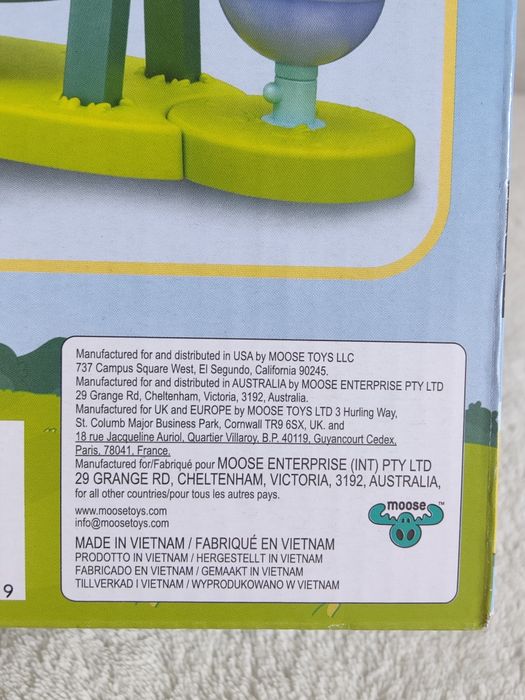 Manufactured for and distributed in USA by MOOSE TOYS LLC
737 Campus Square West, El Segundo, California 90245.
Manufactured for and distributed in AUSTRALIA by MOOSE ENTERPRISE PTY LTD
29 Grange Rd, Cheltenham, Victoria, 3192, Australia.
Manufactured for UK and EUROPE by MOOSE TOYS LTD 3 Hurling Way,
St. Columb Major Business Park, Cornwall TR9 6SX, UK. and
18 rue Jacqueline Auriol, Quartier Villaroy, B.P. 40119, Guyancourt Cedex,
Paris, 78041, France.
Manufactured for/Fabriqué pour MOOSE ENTERPRISE (INT) PTY LTD
29 GRANGE RD, CHELTENHAM, VICTORIA, 3192, AUSTRALIA,
for all other countries/pour tous les autres pays.
www.moosetoys.com
info@moosetoys.com
moose™
MADE IN VIETNAM / FABRIQUÉ EN VIETNAM
PRODOTTO IN VIETNAM / HERGESTELLT IN VIETNAM
FABRICADO EN VIETNAM / GEMAAKT IN VIETNAM
TILLVERKAD I VIETNAM / WYPRODUKOWANO W VIETNAM
9